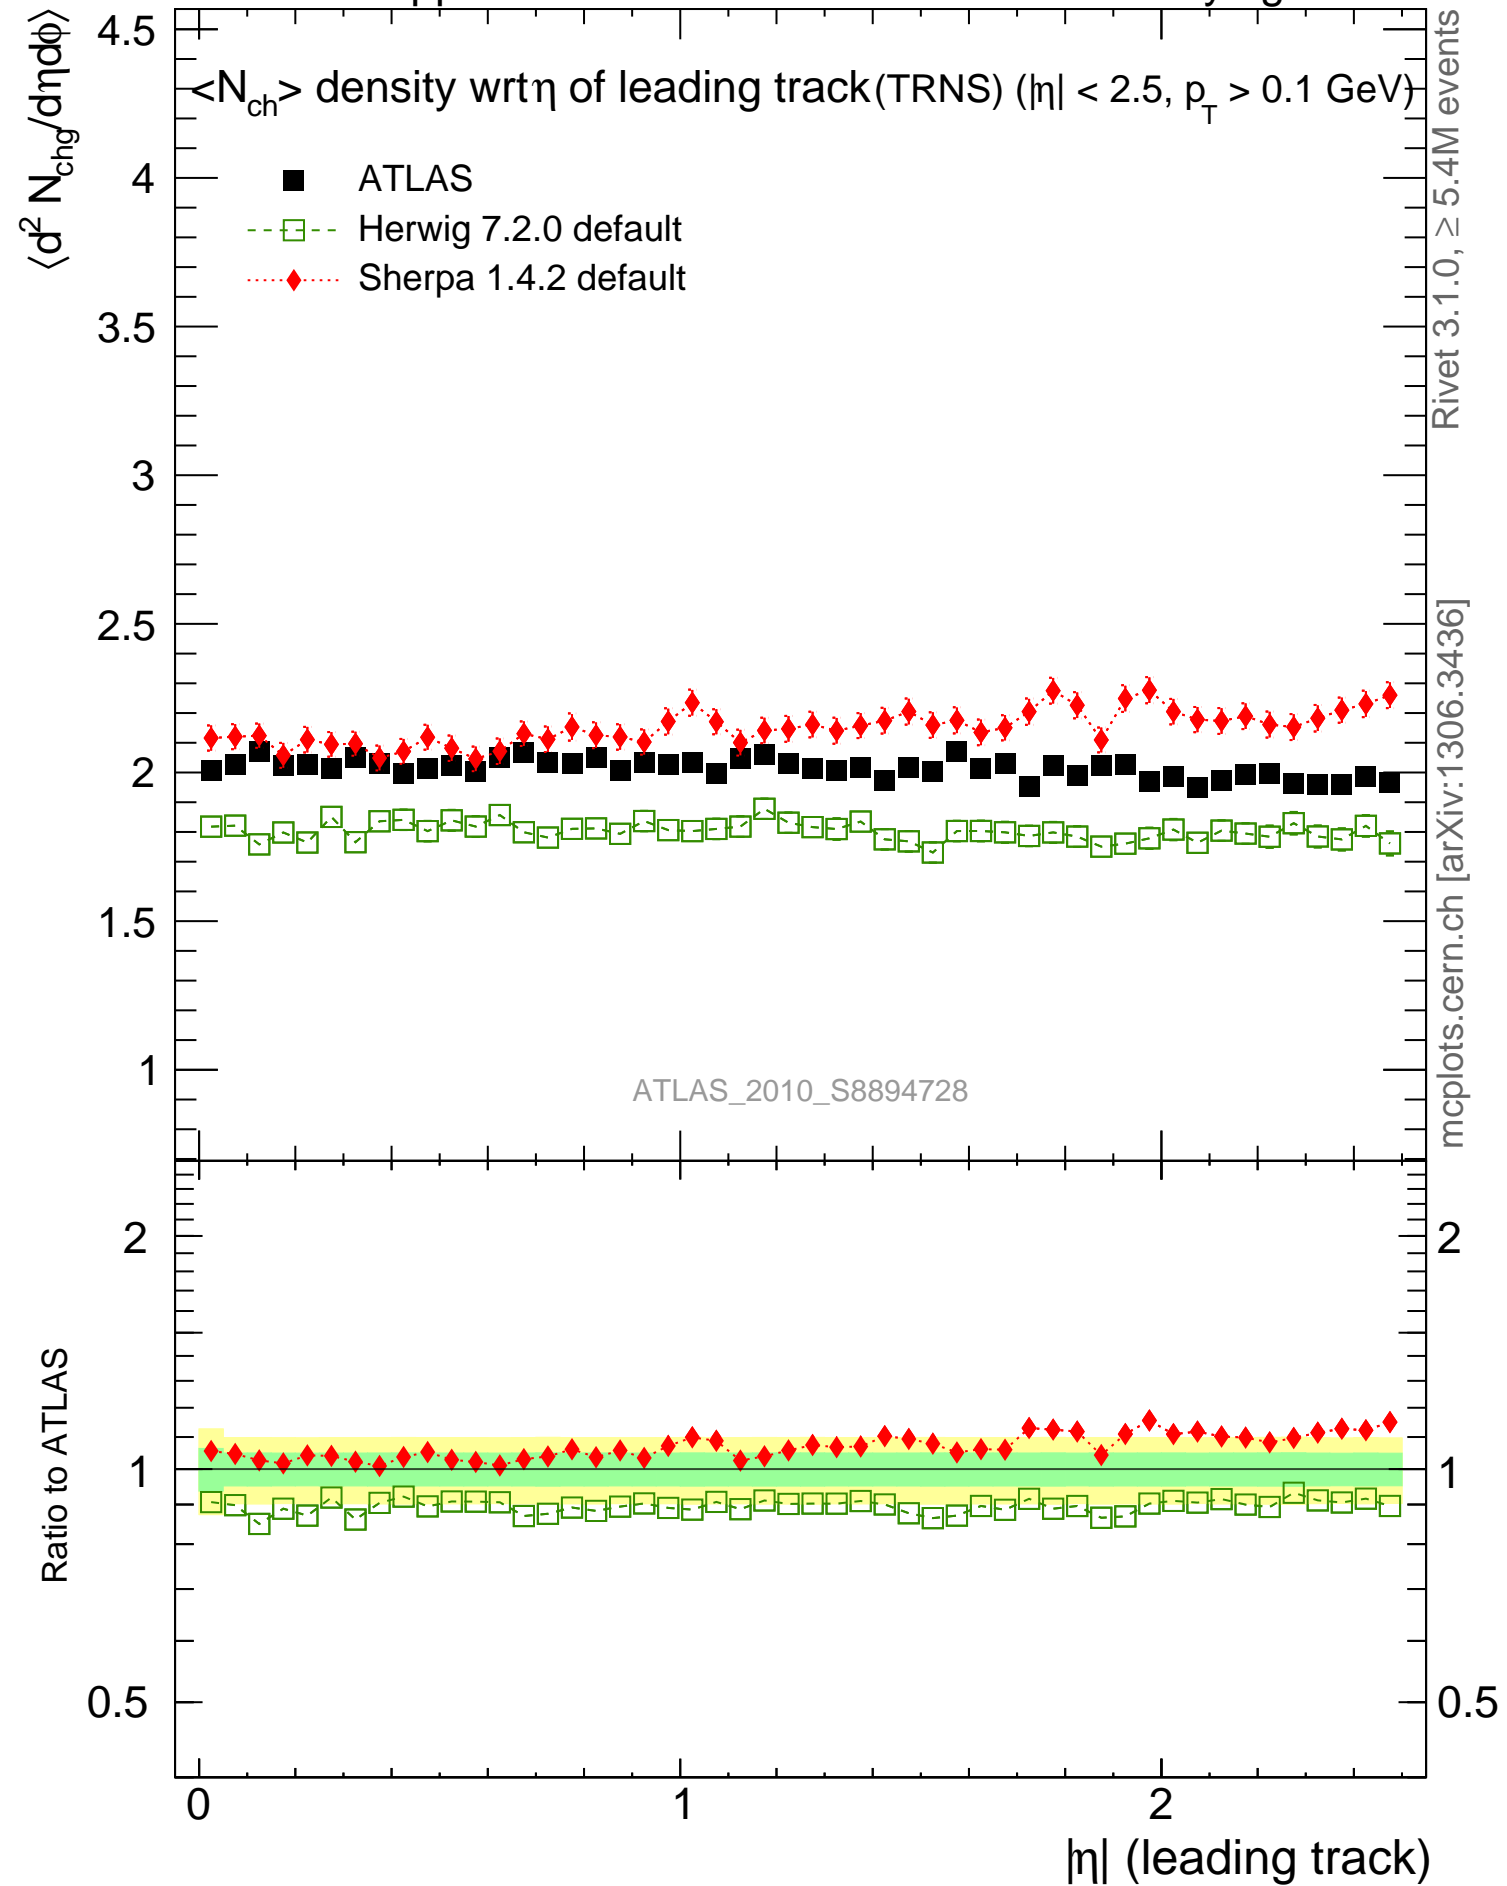 <N_ch> density wrt η of leading track (TRNS) (|η| < 2.5, p_T > 0.1 GeV)
⟨d² N_chg/dηdϕ⟩
ATLAS
Herwig 7.2.0 default
Sherpa 1.4.2 default
4.5
4
3.5
3
2.5
2
1.5
1
ATLAS_2010_S8894728
Rivet 3.1.0, ≥ 5.4M events
mcplots.cern.ch [arXiv:1306.3436]
Ratio to ATLAS
2
1
0.5
2
1
0.5
0
1
2
|η| (leading track)